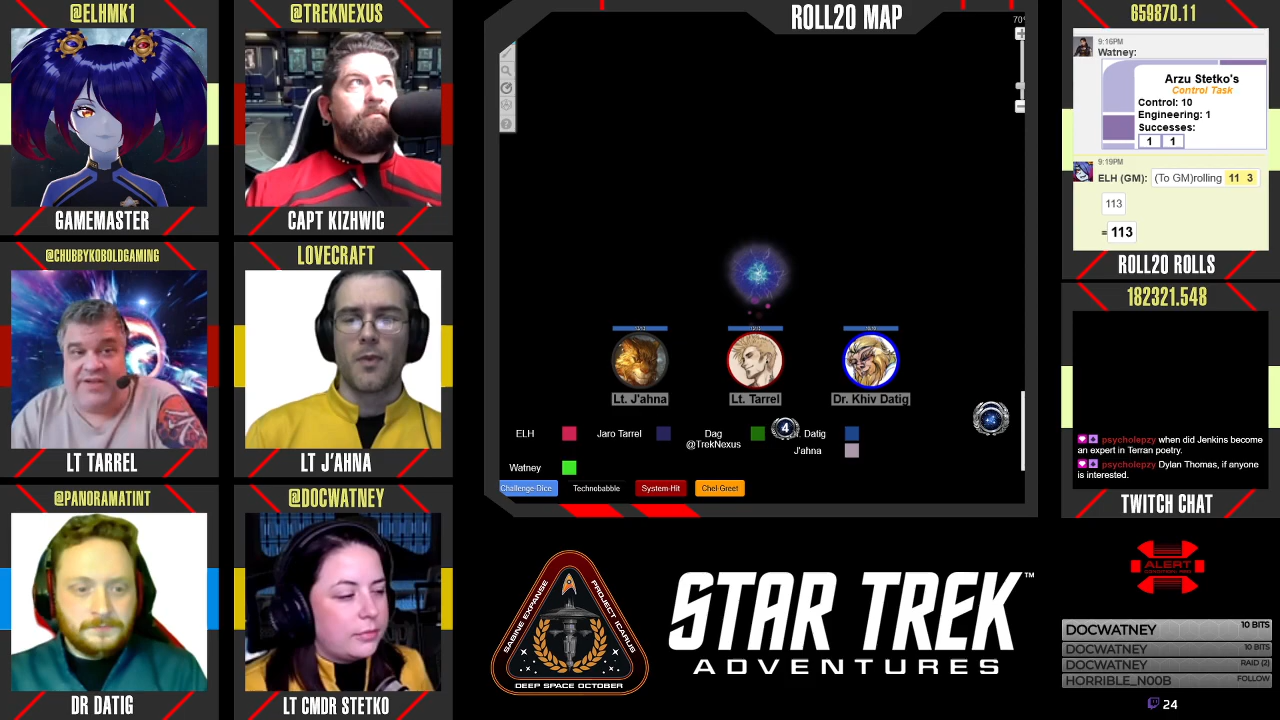 @ELHMK1
GAMEMASTER
@TREKNEXUS
CAPT KIZHWIC
@CHUBBYKOBOLDGAMING
LT TARREL
LOVECRAFT
LT J'AHNA
@PANORAMATINT
DR DATIG
@DOCWATNEY
LT CMDR STETKO
ROLL20 MAP
70%
Lt. J'ahna
Lt. Tarrel
Dr. Khiv Datig
ELH
Jaro Tarrel
Dag
@TrekNexus
4
Datig
J'ahna
Watney
Challenge-Dice
Technobabble
System-Hit
Chel-Greet
SABINE EXPANSE
PROJECT ICARUS
DEEP SPACE OCTOBER
STAR TREK™
ADVENTURES
659870.11
9:16PM
Watney:
Arzu Stetko's
Control Task
Control: 10
Engineering: 1
Successes:
1 1
9:19PM
ELH (GM): (To GM)rolling 11 3
113
=113
ROLL20 ROLLS
182321.548
psycholepzy when did Jenkins become
an expert in Terran poetry.
psycholepzy Dylan Thomas, if anyone
is interested.
TWITCH CHAT
ALERT
DOCWATNEY 10 BITS
DOCWATNEY 10 BITS
DOCWATNEY RAID (2)
HORRIBLE_N00B FOLLOW
24